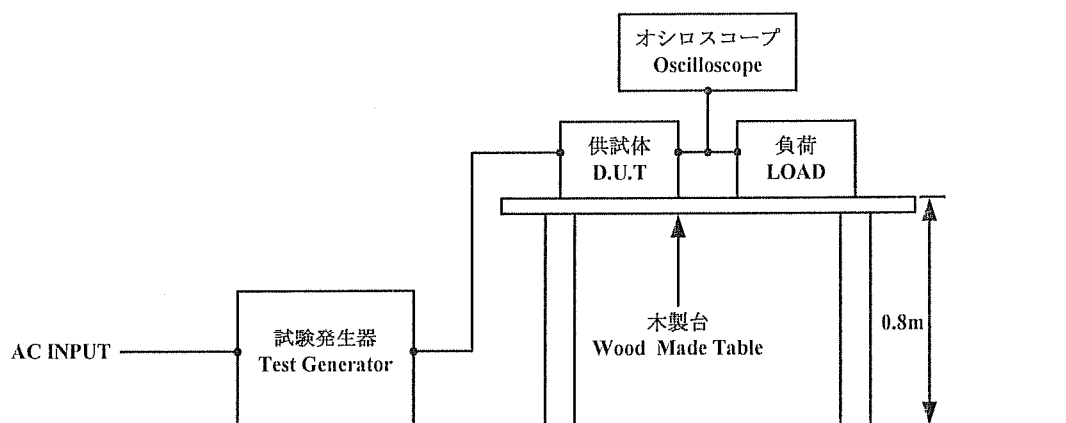 オシロスコープ
Oscilloscope
供試体
D.U.T
負荷
LOAD
試験発生器
Test Generator
AC INPUT
木製台
Wood Made Table
0.8m